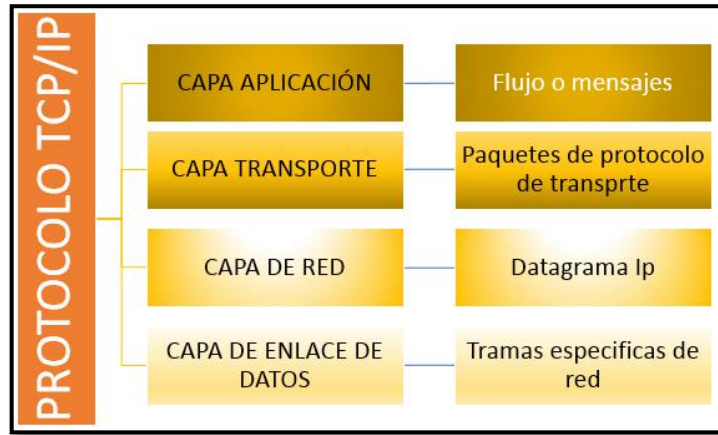 PROTOCOLO TCP/IP
CAPA APLICACIÓN
Flujo o mensajes
CAPA TRANSPORTE
Paquetes de protocolo
de transprte
CAPA DE RED
Datagrama Ip
CAPA DE ENLACE DE
DATOS
Tramas especificas de
red